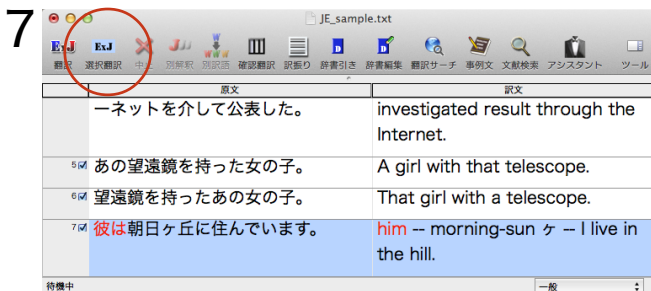 7
JE_sample.txt
ExJ ExJ
翻訳 選択翻訳 中止 別解釈 別訳語 確認翻訳 訳振り 辞書引き 辞書編集 翻訳サーチ 事例文 文献検索 アシスタント ツール
原文 訳文
ーネットを介して公表した。 investigated result through the
Internet.
5 あの望遠鏡を持った女の子。 A girl with that telescope.
6 望遠鏡を持ったあの女の子。 That girl with a telescope.
7 彼は朝日ヶ丘に住んでいます。 him -- morning-sun ヶ -- I live in
the hill.
待機中 一般